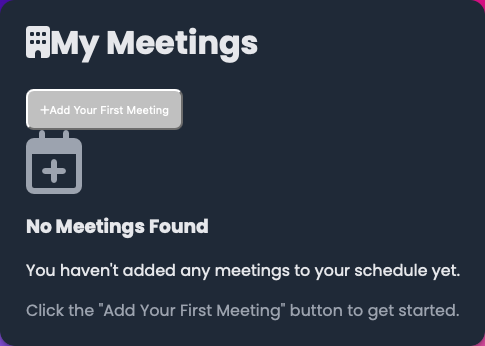 My Meetings
+Add Your First Meeting
No Meetings Found
You haven't added any meetings to your schedule yet.
Click the "Add Your First Meeting" button to get started.